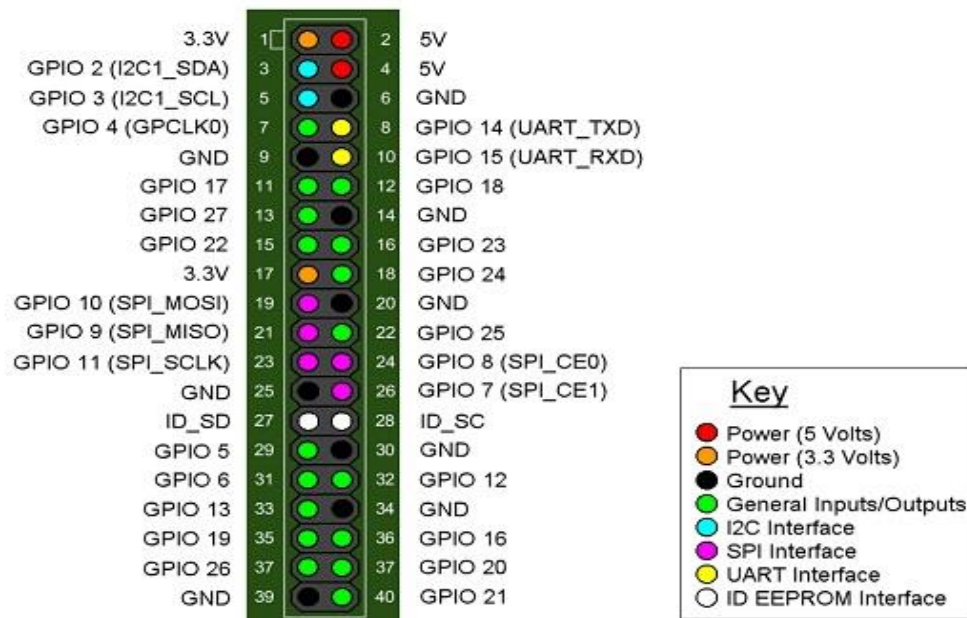 3.3V 1 2 5V
GPIO 2 (I2C1_SDA) 3 4 5V
GPIO 3 (I2C1_SCL) 5 6 GND
GPIO 4 (GPCLK0) 7 8 GPIO 14 (UART_TXD)
GND 9 10 GPIO 15 (UART_RXD)
GPIO 17 11 12 GPIO 18
GPIO 27 13 14 GND
GPIO 22 15 16 GPIO 23
3.3V 17 18 GPIO 24
GPIO 10 (SPI_MOSI) 19 20 GND
GPIO 9 (SPI_MISO) 21 22 GPIO 25
GPIO 11 (SPI_SCLK) 23 24 GPIO 8 (SPI_CE0)
GND 25 26 GPIO 7 (SPI_CE1)
ID_SD 27 28 ID_SC
GPIO 5 29 30 GND
GPIO 6 31 32 GPIO 12
GPIO 13 33 34 GND
GPIO 19 35 36 GPIO 16
GPIO 26 37 37 GPIO 20
GND 39 40 GPIO 21
Key
Power (5 Volts)
Power (3.3 Volts)
Ground
General Inputs/Outputs
I2C Interface
SPI Interface
UART Interface
ID EEPROM Interface